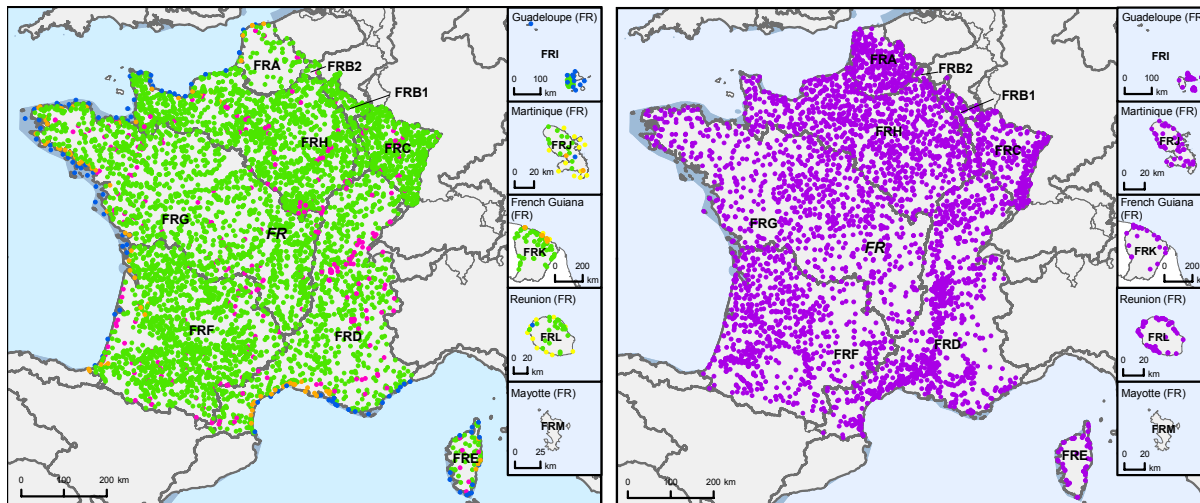 Guadeloupe (FR)
FRI
0 100
km
Martinique (FR)
FRJ
0 20
km
French Guiana
(FR)
FRK
0 200
km
Reunion (FR)
FRL
0 20
km
Mayotte (FR)
FRM
0 25
km
FRA
FRB2
FRB1
FRH
FRC
FRG
FR
FRF
FRD
FRE
0 100 200
km
Guadeloupe (FR)
FRI
0 100
km
Martinique (FR)
FRJ
0 20
km
French Guiana
(FR)
FRK
0 200
km
Reunion (FR)
FRL
0 20
km
Mayotte (FR)
FRM
0 20
km
FRA
FRB2
FRB1
FRH
FRC
FRG
FR
FRF
FRD
FRE
0 100 200
km